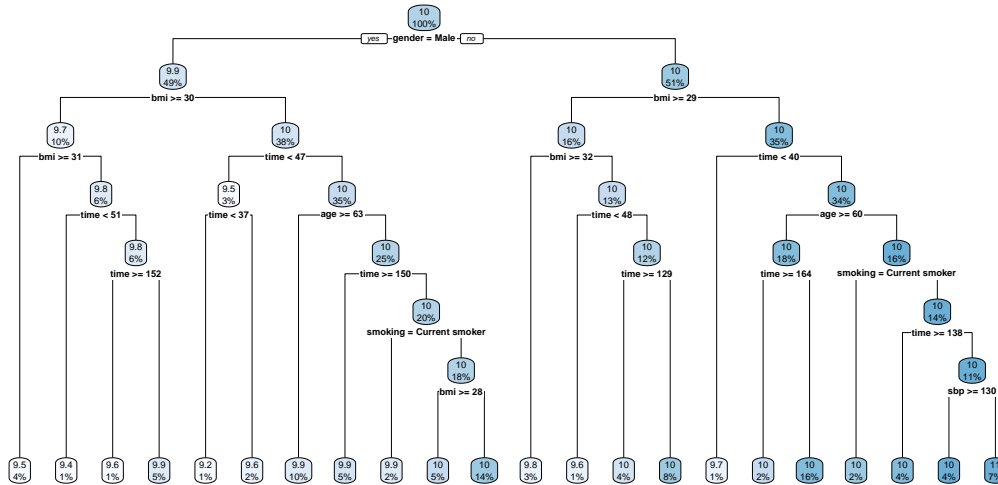 10
100%
yes gender = Male no
9.9
49%
10
51%
bmi >= 30
bmi >= 29
9.7
10%
10
38%
10
16%
10
35%
bmi >= 31
time < 47
bmi >= 32
time < 40
9.8
6%
9.5
3%
10
35%
10
13%
10
34%
time < 51
time < 37
age >= 63
time < 48
age >= 60
9.8
6%
10
25%
10
12%
10
18%
10
16%
time >= 152
time >= 150
time >= 129
time >= 164
smoking = Current smoker
10
20%
10
14%
smoking = Current smoker
time >= 138
10
18%
10
11%
bmi >= 28
sbp >= 130
9.5 9.4 9.6 9.9 9.2 9.6 9.9 9.9 9.9 10 10 9.8 9.6 10 10 9.7 10 10 10 10 10 11
4% 1% 1% 5% 1% 2% 10% 5% 2% 5% 14% 3% 1% 4% 8% 1% 2% 16% 2% 4% 4% 7%